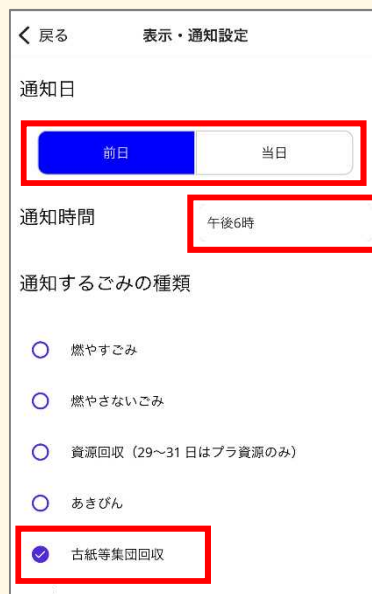 戻る 表示・通知設定
通知日
前日 当日
通知時間 午後6時
通知するごみの種類
燃やすごみ
燃やさないごみ
資源回収（29～31 日はプラ資源のみ）
あきびん
古紙等集団回収